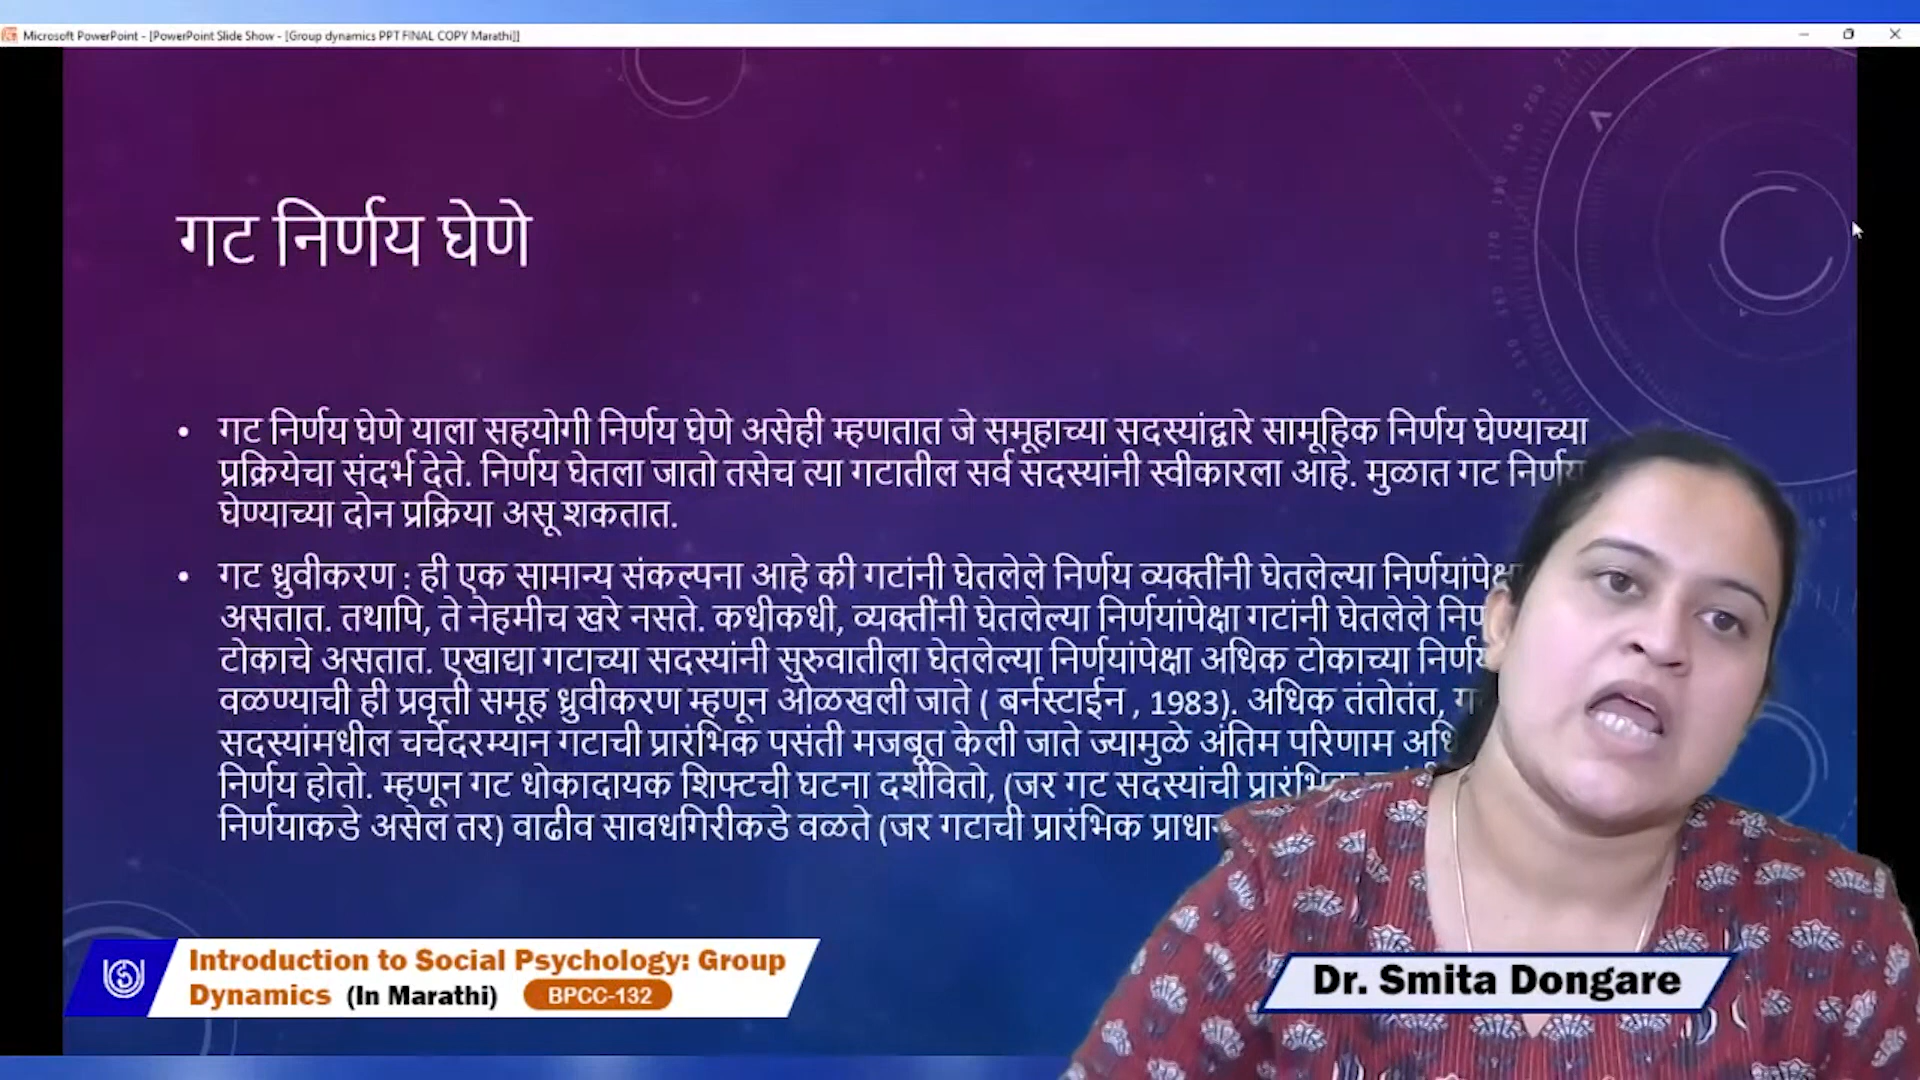 Microsoft PowerPoint - [PowerPoint Slide Show - [Group dynamics PPT FINAL COPY Marathi]]
गट निर्णय घेणे
• गट निर्णय घेणे याला सहयोगी निर्णय घेणे असेही म्हणतात जे समूहाच्या सदस्यांद्वारे सामूहिक निर्णय घेण्याच्या
प्रक्रियेचा संदर्भ देते. निर्णय घेतला जातो तसेच त्या गटातील सर्व सदस्यांनी स्वीकारला आहे. मुळात गट निर्णय
घेण्याच्या दोन प्रक्रिया असू शकतात.
• गट ध्रुवीकरण : ही एक सामान्य संकल्पना आहे की गटांनी घेतलेले निर्णय व्यक्तींनी घेतलेल्या निर्णयांपेक्षा
असतात. तथापि, ते नेहमीच खरे नसते. कधीकधी, व्यक्तींनी घेतलेल्या निर्णयांपेक्षा गटांनी घेतलेले
टोकाचे असतात. एखाद्या गटाच्या सदस्यांनी सुरुवातीला घेतलेल्या निर्णयांपेक्षा अधिक टोकाच्या
वळण्याची ही प्रवृत्ती समूह ध्रुवीकरण म्हणून ओळखली जाते ( बर्नस्टाईन , 1983). अधिक तंतोतंत,
सदस्यांमधील चर्चेदरम्यान गटाची प्रारंभिक पसंती मजबूत केली जाते ज्यामुळे अंतिम परिणाम
निर्णय होतो. म्हणून गट धोकादायक शिफ्टची घटना दर्शवितो, (जर गट सदस्यांची
निर्णयाकडे असेल तर) वाढीव सावधगिरीकडे वळते (जर गटाची प्रारंभिक
Introduction to Social Psychology: Group
Dynamics (In Marathi) BPCC-132
Dr. Smita Dongare